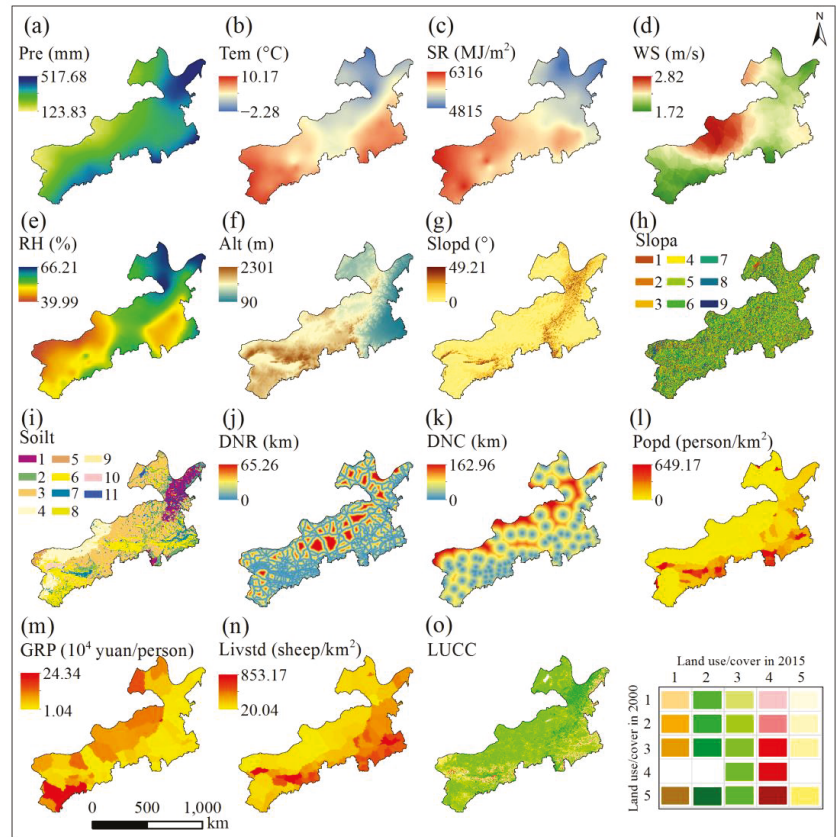 (a)
Pre (mm)
517.68
123.83
(b)
Tem (°C)
10.17
−2.28
(c)
SR (MJ/m²)
6316
4815
(d)
WS (m/s)
2.82
1.72
N
(e)
RH (%)
66.21
39.99
(f)
Alt (m)
2301
90
(g)
Slopd (°)
49.21
0
(h)
Slopa
1 4 7
2 5 8
3 6 9
(i)
Soilt
1 5 9
2 6 10
3 7 11
4 8
(j)
DNR (km)
65.26
0
(k)
DNC (km)
162.96
0
(l)
Popd (person/km²)
649.17
0
(m)
GRP (10⁴ yuan/person)
24.34
1.04
(n)
Livstd (sheep/km²)
853.17
20.04
(o)
LUCC
Land use/cover in 2015
1 2 3 4 5
Land use/cover in 2000
1
2
3
4
5
0 500 1,000
km